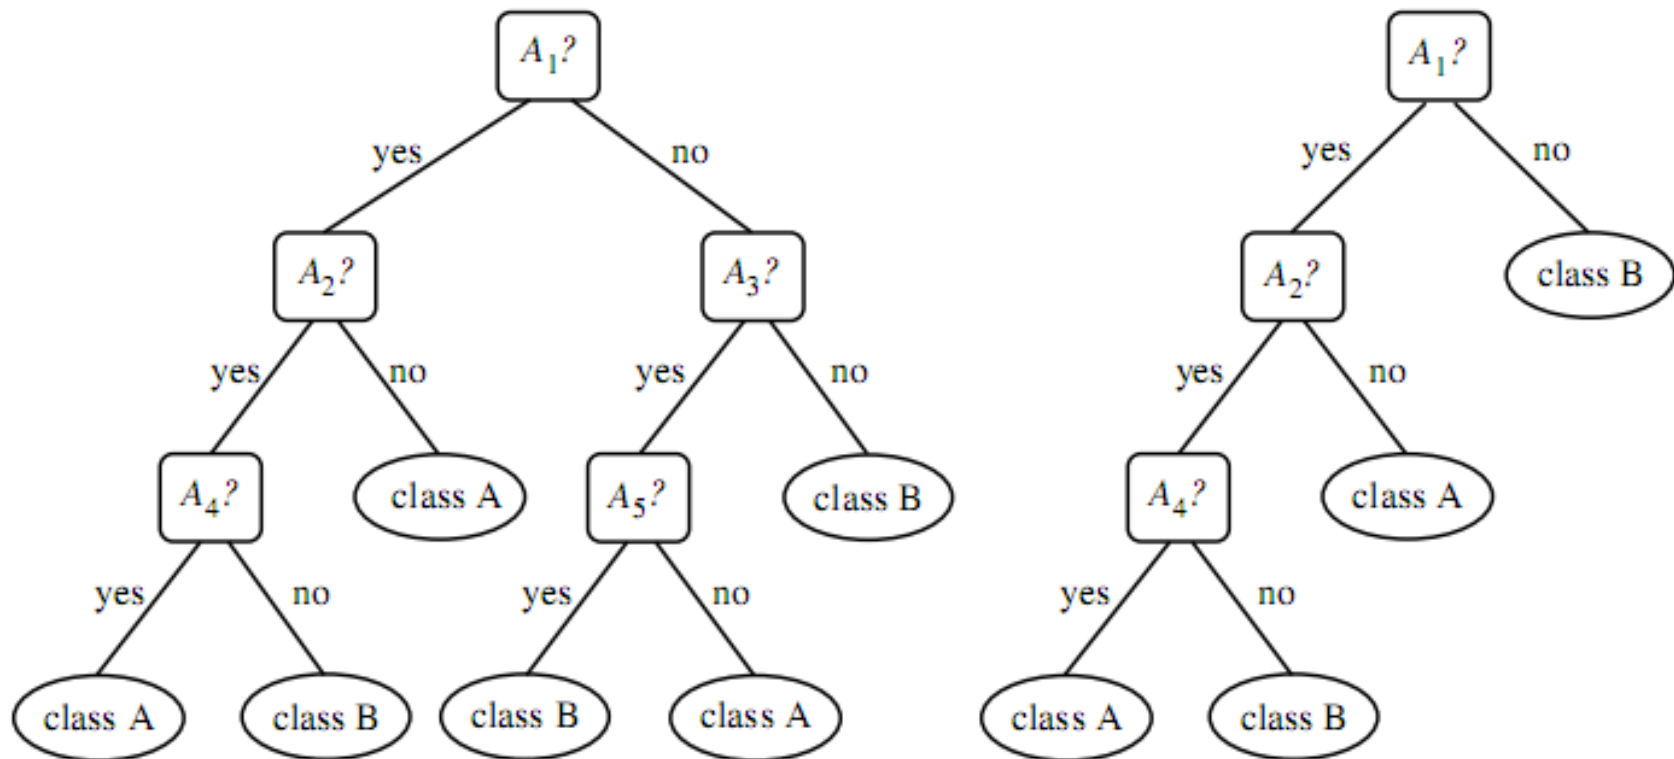 A₁? A₁?
yes no yes no
A₂? A₃? A₂? class B
yes no yes no yes no
A₄? class A A₅? class B A₄? class A
yes no yes no yes no
class A class B class B class A class A class B